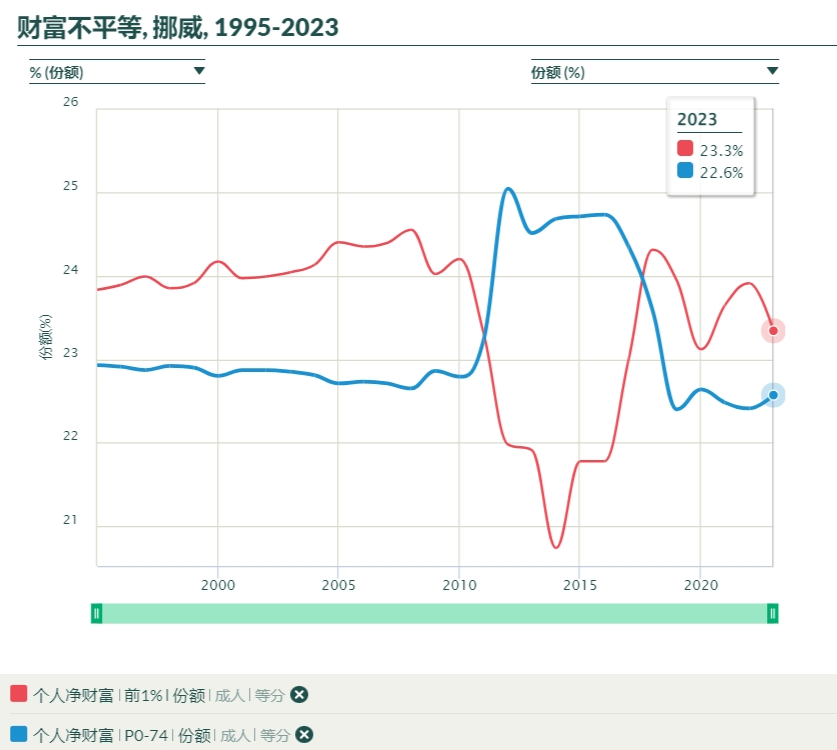 财富不平等, 挪威, 1995-2023
% (份额)
份额 (%)
2023
23.3%
22.6%
26
25
24
23
22
21
份额(%)
2000 2005 2010 2015 2020
个人净财富 | 前1% | 份额 | 成人 | 等分
个人净财富 | P0-74 | 份额 | 成人 | 等分